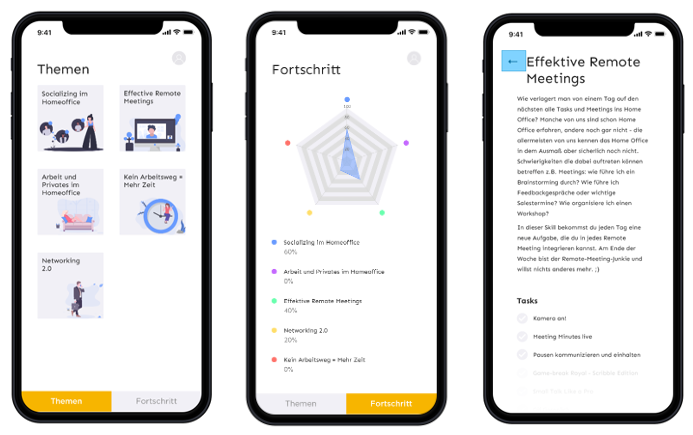 9:41
Themen
Socializing im
Homeoffice
Effective Remote
Meetings
Arbeit und
Privates im
Homeoffice
Kein Arbeitsweg =
Mehr Zeit
Networking
2.0
Themen
Fortschritt
9:41
Fortschritt
100
Socializing im Homeoffice
60%
Arbeit und Privates im Homeoffice
0%
Effektive Remote Meetings
40%
Networking 2.0
20%
Kein Arbeitsweg = Mehr Zeit
0%
Themen
Fortschritt
9:41
←
Effektive Remote
Meetings
Wie verlagert man von einem Tag auf den
nächsten alle Tasks und Meetings ins Home
Office? Manche von uns sind schon Home
Office erfahren, andere noch gar nicht - die
allermeisten von uns kennen das Home Office
in dem Ausmaß aber sicherlich noch nicht.
Schwierigkeiten die dabei auftreten können
betreffen z.B. Meetings: wie führe ich ein
Brainstorming durch? Wie führe ich
Feedbackgespräche oder wichtige
Salestermine? Wie organisiere ich einen
Workshop?
In dieser Skill bekommst du jeden Tag eine
neue Aufgabe, die du in jedes Remote
Meeting integrieren kannst. Am Ende der
Woche bist der Remote-Meeting-Junkie und
willst nichts anderes mehr. ;)
Tasks
Kamera an!
Meeting Minutes live
Pausen kommunizieren und einhalten